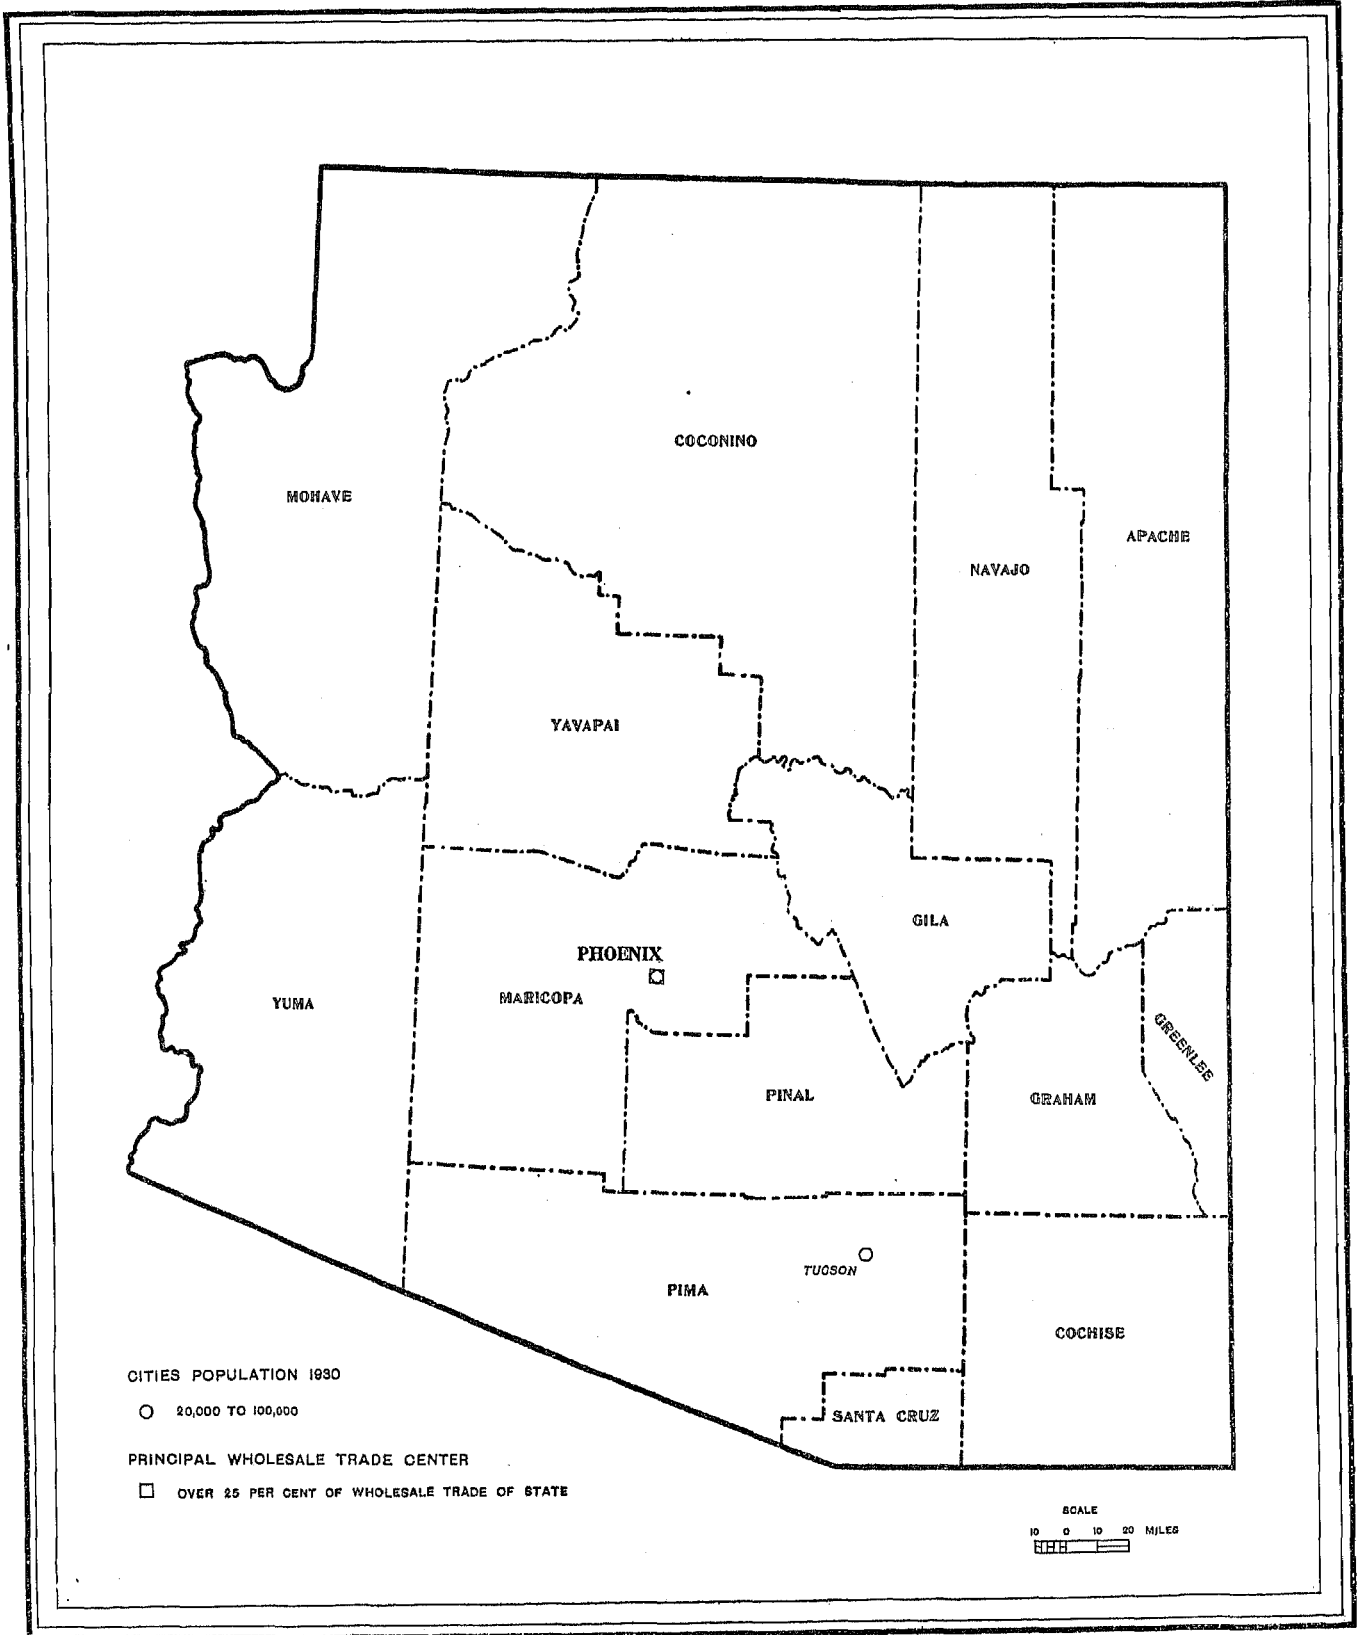 COCONINO
MOHAVE
APACHE
NAVAJO
YAVAPAI
GILA
PHOENIX
MARICOPA
YUMA
GREENLEE
PINAL
GRAHAM
TUCSON
PIMA
COCHISE
SANTA CRUZ
CITIES POPULATION 1930
20,000 TO 100,000
PRINCIPAL WHOLESALE TRADE CENTER
OVER 25 PER CENT OF WHOLESALE TRADE OF STATE
SCALE
10 0 10 20 MILES